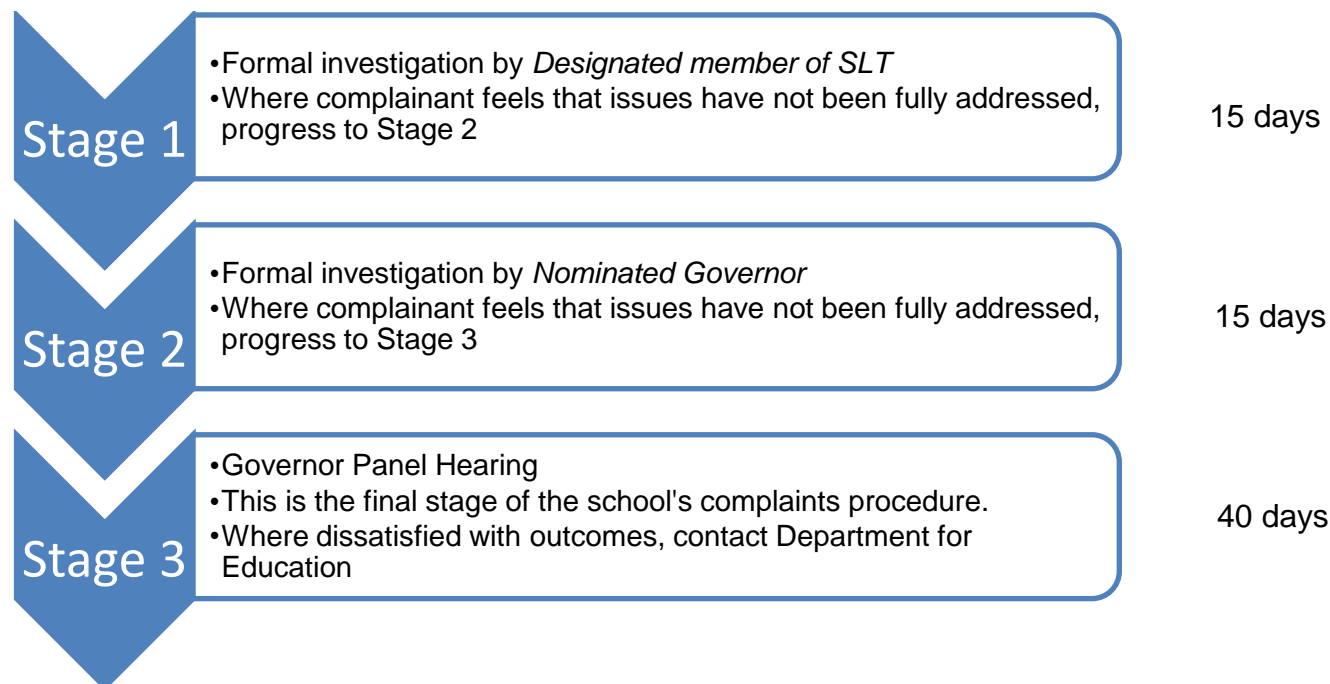 Stage 1
•Formal investigation by Designated member of SLT
•Where complainant feels that issues have not been fully addressed,
progress to Stage 2
15 days
Stage 2
•Formal investigation by Nominated Governor
•Where complainant feels that issues have not been fully addressed,
progress to Stage 3
15 days
Stage 3
•Governor Panel Hearing
•This is the final stage of the school's complaints procedure.
•Where dissatisfied with outcomes, contact Department for
Education
40 days